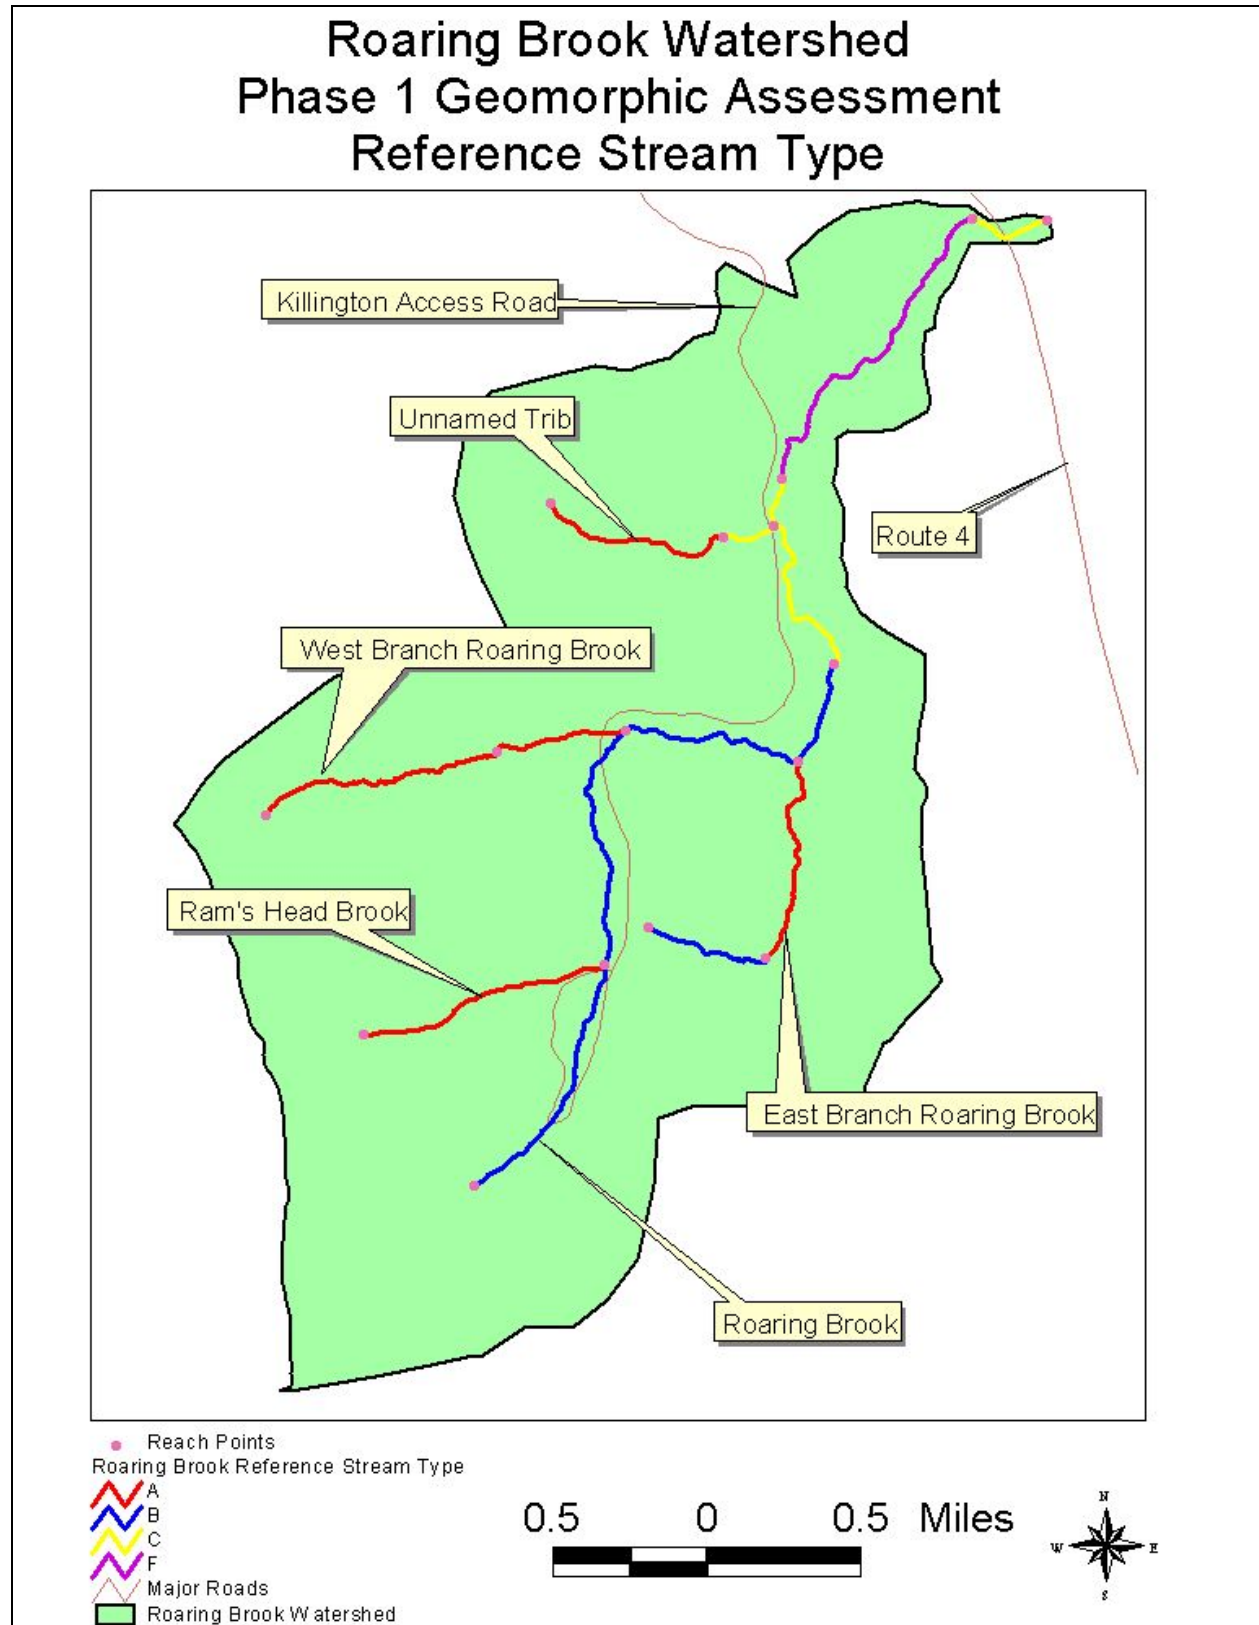 Roaring Brook Watershed
Phase 1 Geomorphic Assessment
Reference Stream Type
Killington Access Road
Unnamed Trib
Route 4
West Branch Roaring Brook
Ram's Head Brook
East Branch Roaring Brook
Roaring Brook
Reach Points
Roaring Brook Reference Stream Type
A
B
C
F
Major Roads
Roaring Brook Watershed
0.5 0 0.5 Miles
N
W E
S